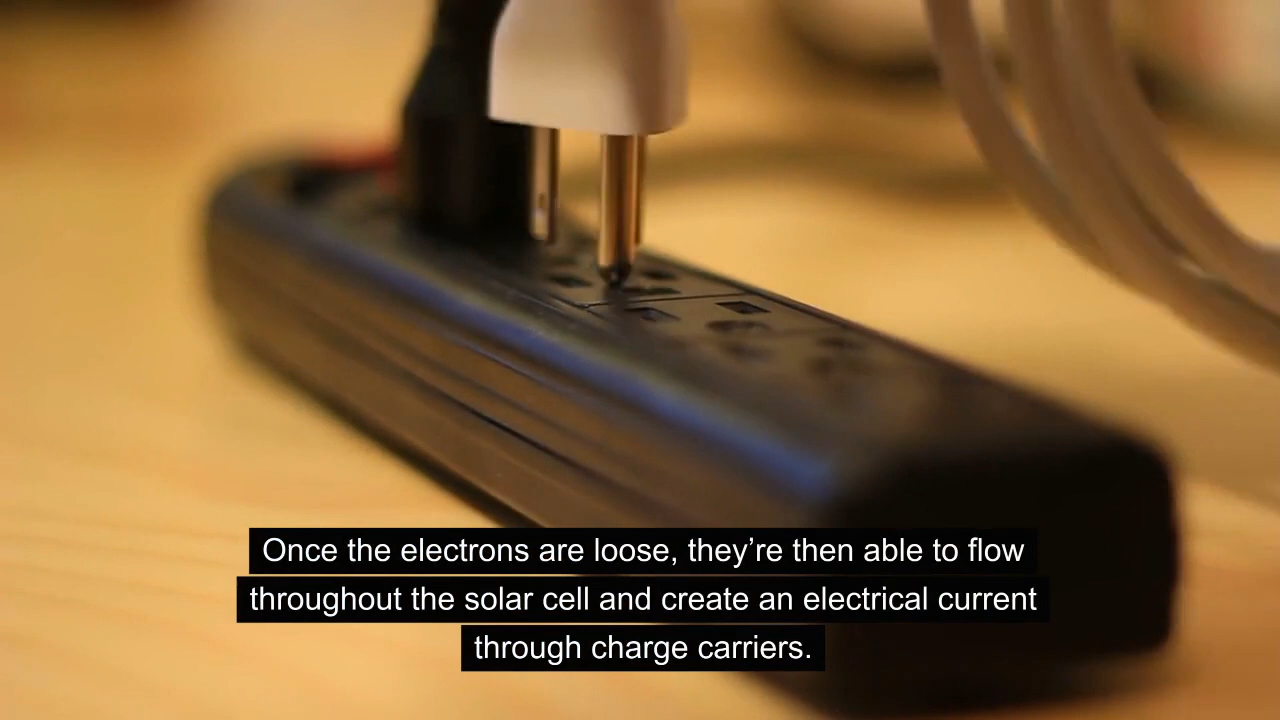 Once the electrons are loose, they’re then able to flow
throughout the solar cell and create an electrical current
through charge carriers.